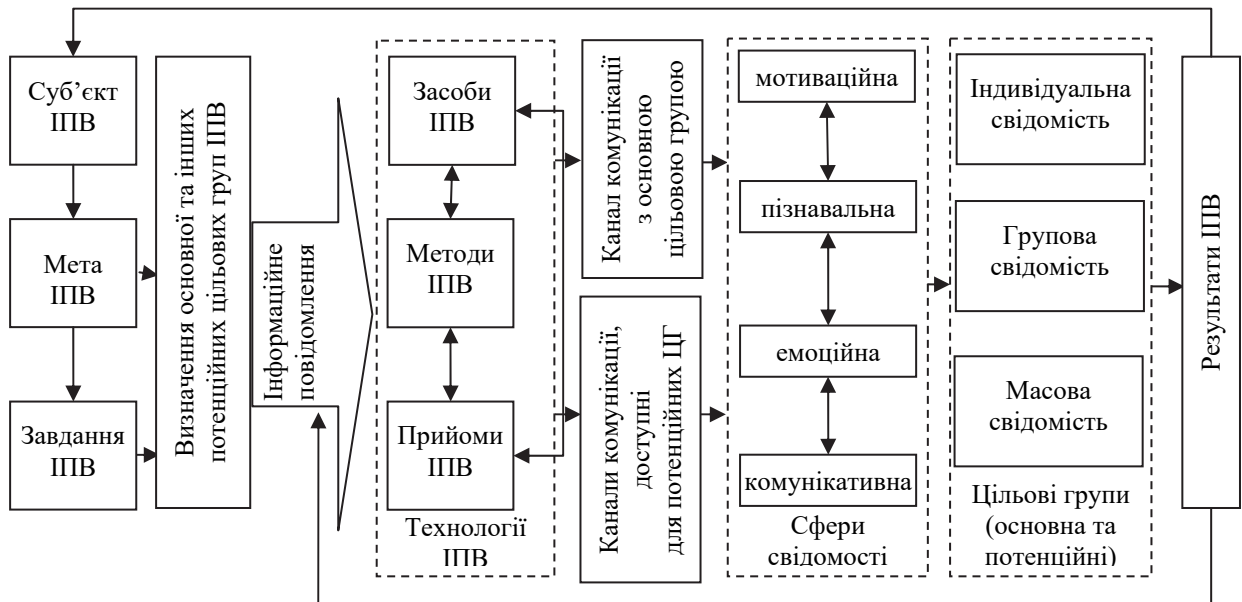 Суб’єкт
ІПВ
Мета
ІПВ
Завдання
ІПВ
Визначення основної та інших
потенційних цільових груп ІПВ
Інформаційне
повідомлення
Засоби
ІПВ
Методи
ІПВ
Прийоми
ІПВ
Технології
ІПВ
Канал комунікації
з основною
цільовою групою
Канали комунікації,
доступні
для потенційних ЦГ
мотиваційна
пізнавальна
емоційна
комунікативна
Сфери
свідомості
Індивідуальна
свідомість
Групова
свідомість
Масова
свідомість
Цільові групи
(основна та
потенційні)
Результати ІПВ